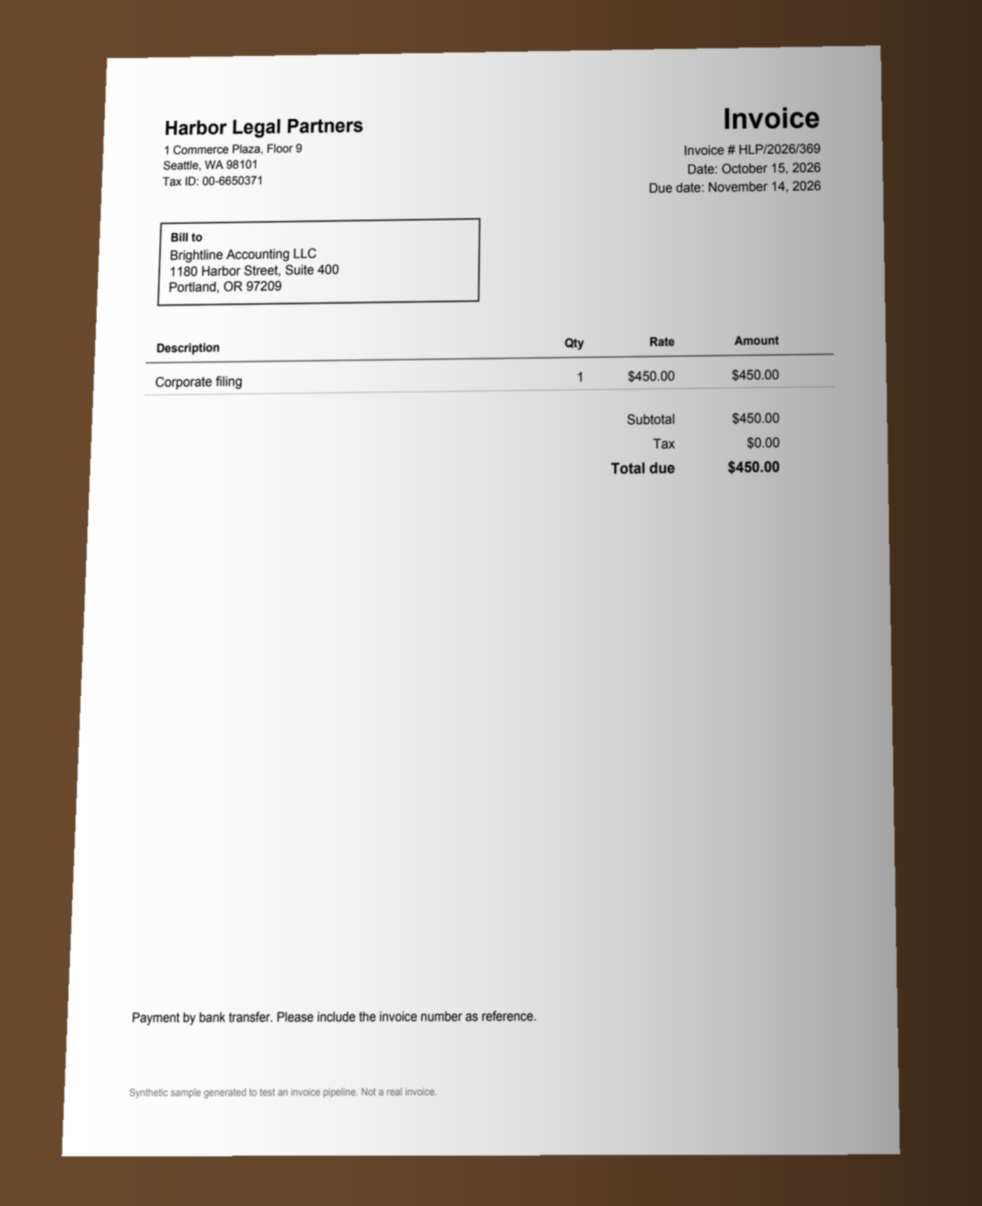 Harbor Legal Partners
1 Commerce Plaza, Floor 9
Seattle, WA 98101
Tax ID: 00-6650371
Invoice
Invoice # HLP/2026/369
Date: October 15, 2026
Due date: November 14, 2026
Bill to
Brightline Accounting LLC
1180 Harbor Street, Suite 400
Portland, OR 97209
Description Qty Rate Amount
Corporate filing 1 $450.00 $450.00
Subtotal $450.00
Tax $0.00
Total due $450.00
Payment by bank transfer. Please include the invoice number as reference.
Synthetic sample generated to test an invoice pipeline. Not a real invoice.